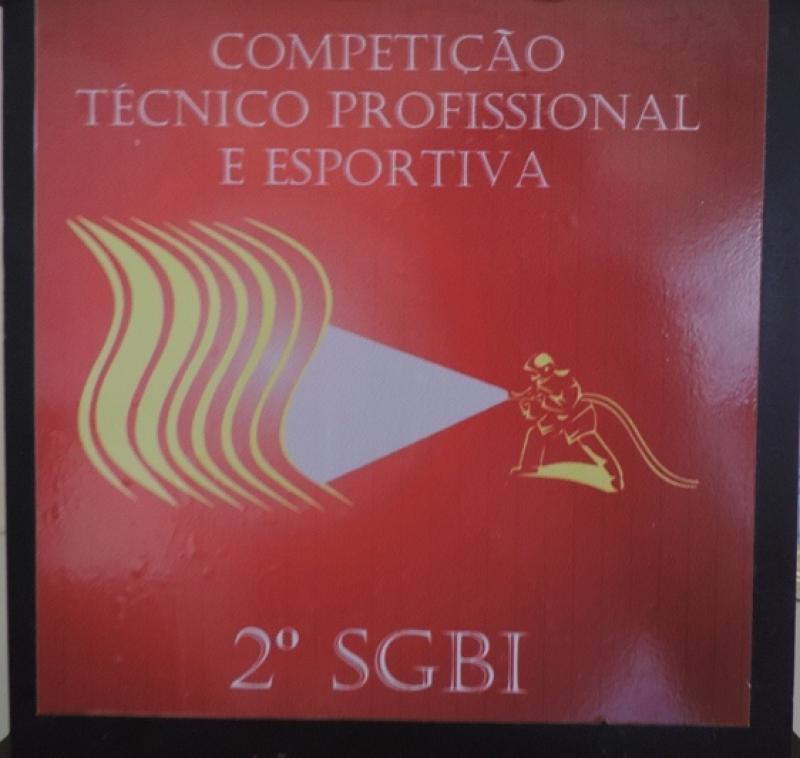 COMPETIÇÃO
TÉCNICO PROFISSIONAL
E ESPORTIVA
2º SGBI